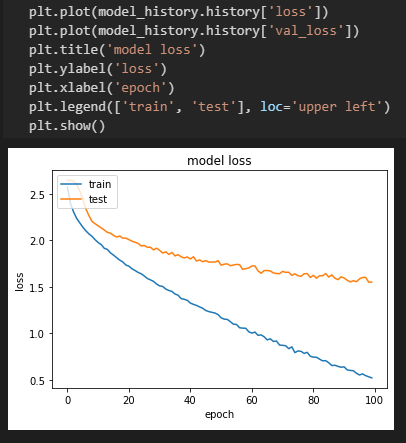 plt.plot(model_history.history['loss'])
plt.plot(model_history.history['val_loss'])
plt.title('model loss')
plt.ylabel('loss')
plt.xlabel('epoch')
plt.legend(['train', 'test'], loc='upper left')
plt.show()
model loss
train
test
2.5
2.0
1.5
1.0
0.5
loss
0 20 40 60 80 100
epoch